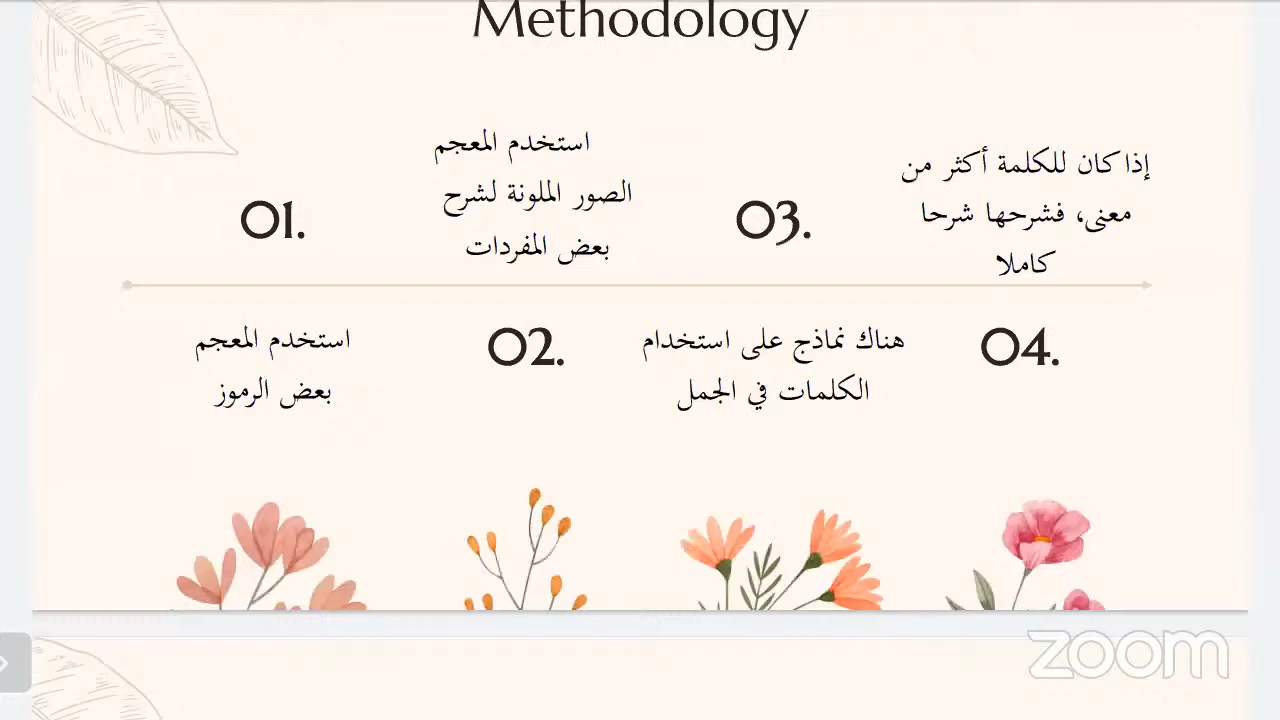 Methodology
01.
استخدم المعجم
بعض الرموز
02.
استخدم المعجم
الصور الملونة لشرح
بعض المفردات
03.
هناك نماذج على استخدام
الكلمات في الجمل
04.
إذا كان للكلمة أكثر من
معنى، فشرحها شرحا
كاملا
zoom